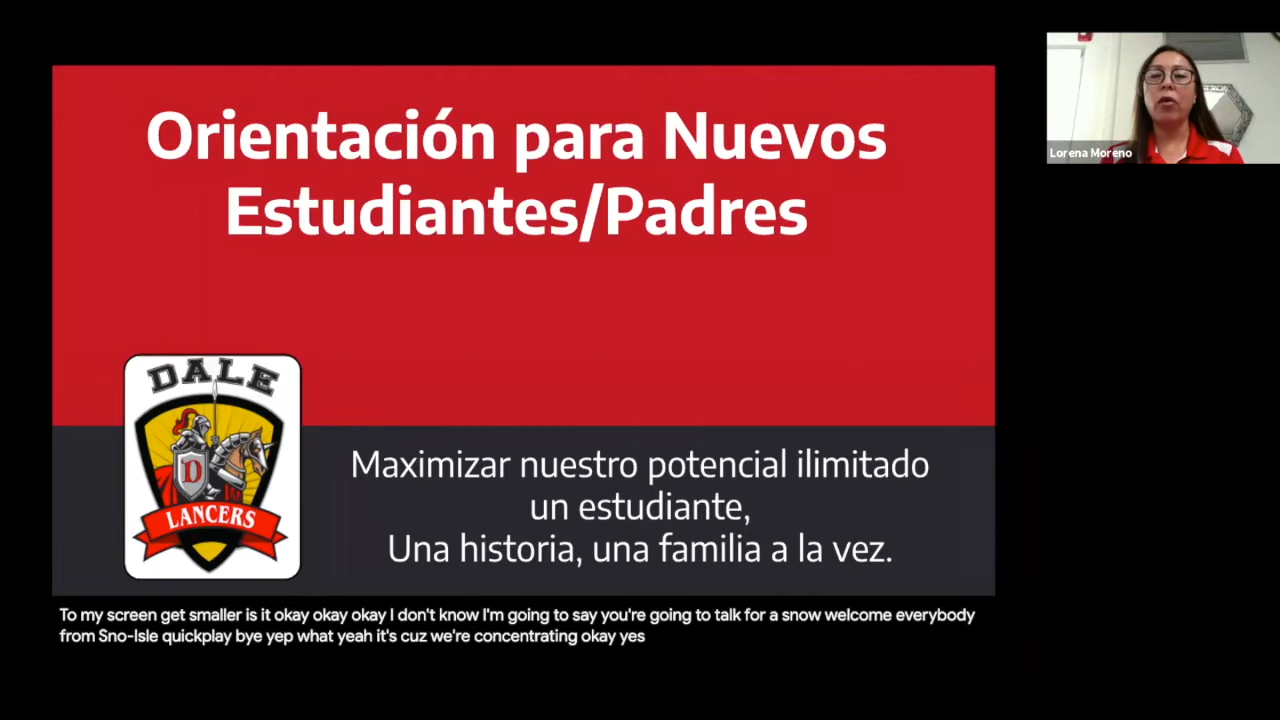 Orientación para Nuevos
Estudiantes/Padres
Lorena Moreno
DALE
D
LANCERS
Maximizar nuestro potencial ilimitado
un estudiante,
Una historia, una familia a la vez.
To my screen get smaller is it okay okay okay I don't know I'm going to say you're going to talk for a snow welcome everybody
from Sno-Isle quickplay bye yep what yeah it's cuz we're concentrating okay yes